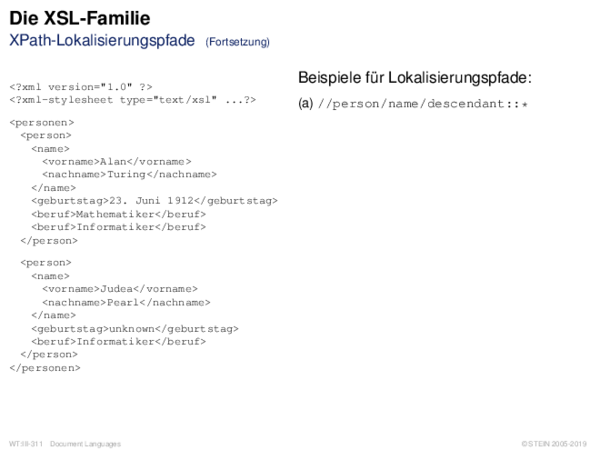 Die XSL-Familie
XPath-Lokalisierungspfade (Fortsetzung)
<?xml version="1.0" ?>
<?xml-stylesheet type="text/xsl" ...?>
<personen>
<person>
<name>
<vorname>Alan</vorname>
<nachname>Turing</nachname>
</name>
<geburtstag>23. Juni 1912</geburtstag>
<beruf>Mathematiker</beruf>
<beruf>Informatiker</beruf>
</person>
<person>
<name>
<vorname>Judea</vorname>
<nachname>Pearl</nachname>
</name>
<geburtstag>unknown</geburtstag>
<beruf>Informatiker</beruf>
</person>
</personen>
Beispiele für Lokalisierungspfade:
(a) //person/name/descendant::*
WT:III-311 Document Languages
© STEIN 2005-2019